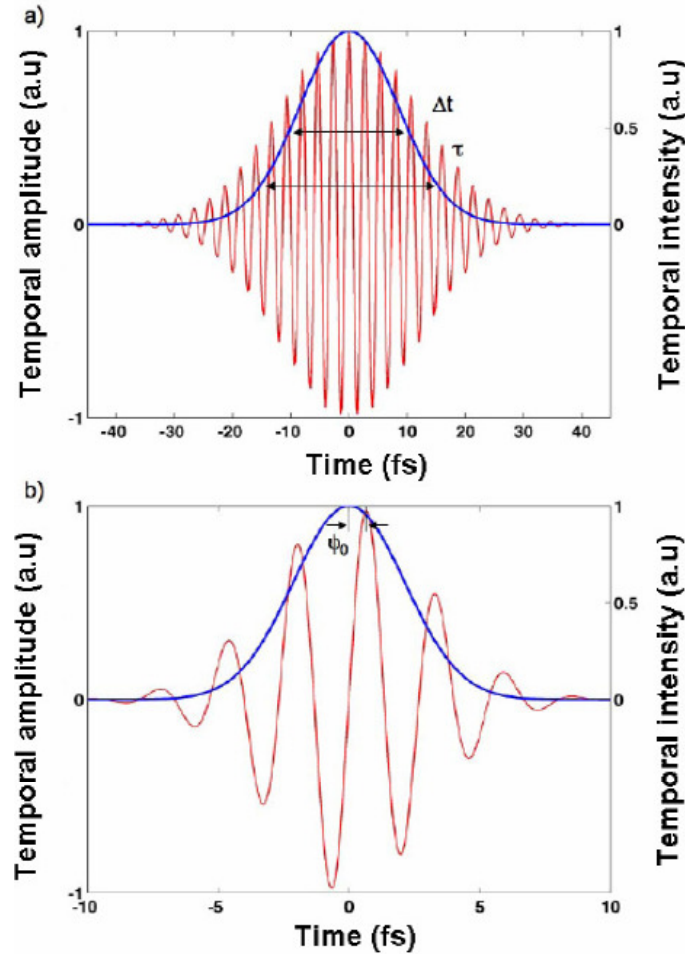 a)
Temporal amplitude (a.u)
1
0
-1
Δt
τ
1
0.5
0
Temporal intensity (a.u)
-40 -30 -20 -10 0 10 20 30 40
Time (fs)
b)
Temporal amplitude (a.u)
1
0
-1
ψ0
1
0.5
0
Temporal intensity (a.u)
-10 -5 0 5 10
Time (fs)